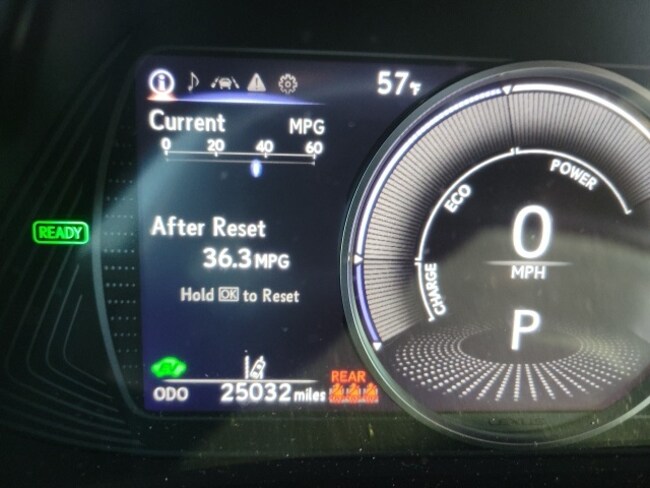 57°F
Current MPG
0 20 40 60
After Reset
36.3 MPG
Hold OK to Reset
READY
EV
ODO 25032 miles
REAR
CHARGE
ECO
POWER
0
MPH
P